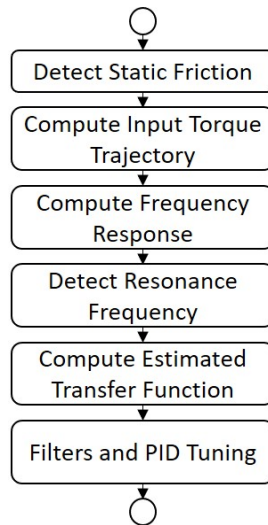 Detect Static Friction
Compute Input Torque
Trajectory
Compute Frequency
Response
Detect Resonance
Frequency
Compute Estimated
Transfer Function
Filters and PID Tuning